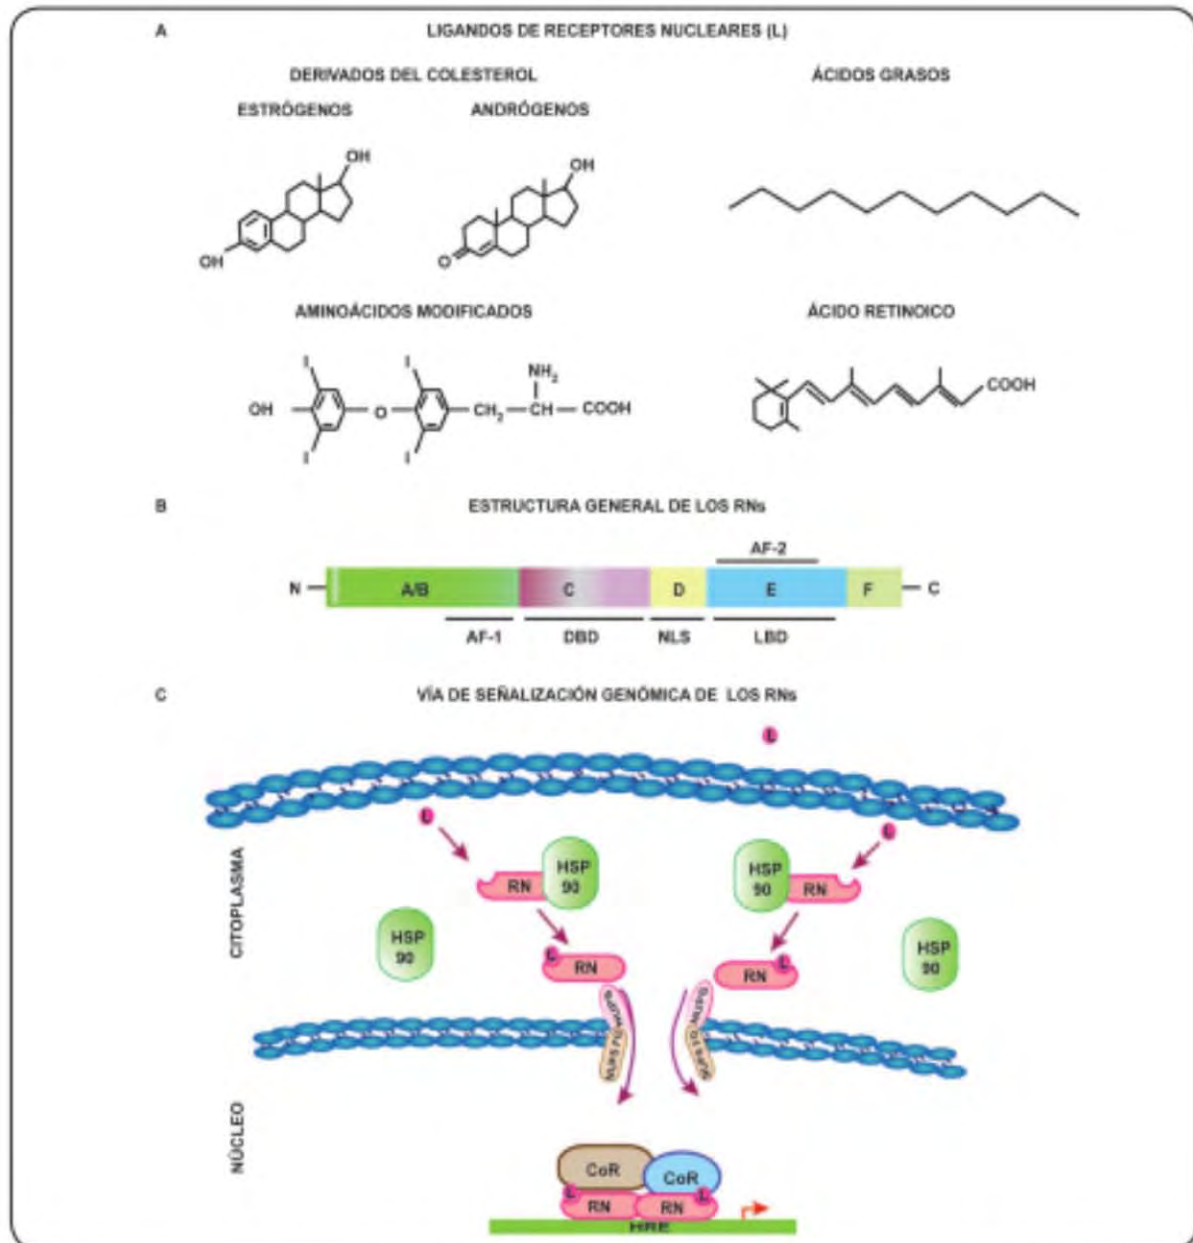 A LIGANDOS DE RECEPTORES NUCLEARES (L)
DERIVADOS DEL COLESTEROL ÁCIDOS GRASOS
ESTRÓGENOS ANDRÓGENOS
OH OH
OH O
AMINOÁCIDOS MODIFICADOS ÁCIDO RETINOICO
I I NH2
OH O CH2 CH COOH COOH
I I
B ESTRUCTURA GENERAL DE LOS RNs
AF-2
N A/B C D E F C
AF-1 DBD NLS LBD
C VÍA DE SEÑALIZACIÓN GENÓMICA DE LOS RNs
L
L L
CITOPLASMA
HSP 90 RN RN HSP 90
HSP 90 HSP 90
L RN RN L
NUPS
NÚCLEO
CoR CoR
L RN RN L
HRE